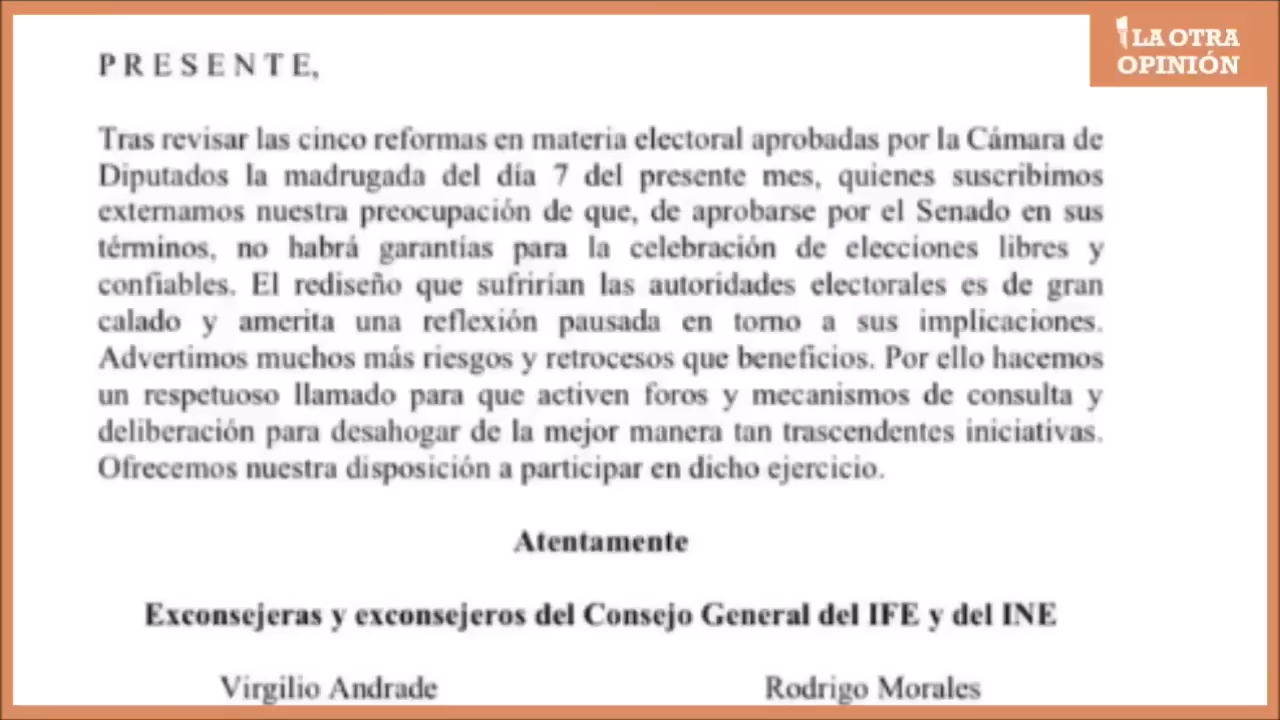 LA OTRA
OPINIÓN
P R E S E N T E,
Tras revisar las cinco reformas en materia electoral aprobadas por la Cámara de
Diputados la madrugada del día 7 del presente mes, quienes suscribimos
externamos nuestra preocupación de que, de aprobarse por el Senado en sus
términos, no habrá garantías para la celebración de elecciones libres y
confiables. El rediseño que sufrirían las autoridades electorales es de gran
calado y amerita una reflexión pausada en torno a sus implicaciones.
Advertimos muchos más riesgos y retrocesos que beneficios. Por ello hacemos
un respetuoso llamado para que activen foros y mecanismos de consulta y
deliberación para desahogar de la mejor manera tan trascendentes iniciativas.
Ofrecemos nuestra disposición a participar en dicho ejercicio.
Atentamente
Exconsejeras y exconsejeros del Consejo General del IFE y del INE
Virgilio Andrade Rodrigo Morales